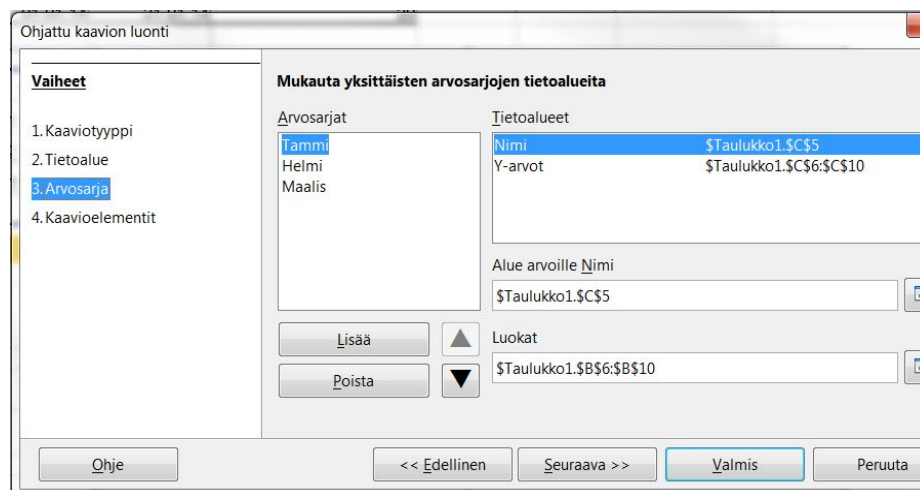 Ohjattu kaavion luonti
Vaiheet
1. Kaaviotyyppi
2. Tietoalue
3. Arvosarja
4. Kaavioelementit
Mukauta yksittäisten arvosarjojen tietoalueita
Arvosarjat
Tammi
Helmi
Maalis
Tietoalueet
Nimi $Taulukko1.$C$5
Y-arvot $Taulukko1.$C$6:$C$10
Alue arvoille Nimi
$Taulukko1.$C$5
Lisää
Poista
Luokat
$Taulukko1.$B$6:$B$10
Ohje
<< Edellinen
Seuraava >>
Valmis
Peruuta